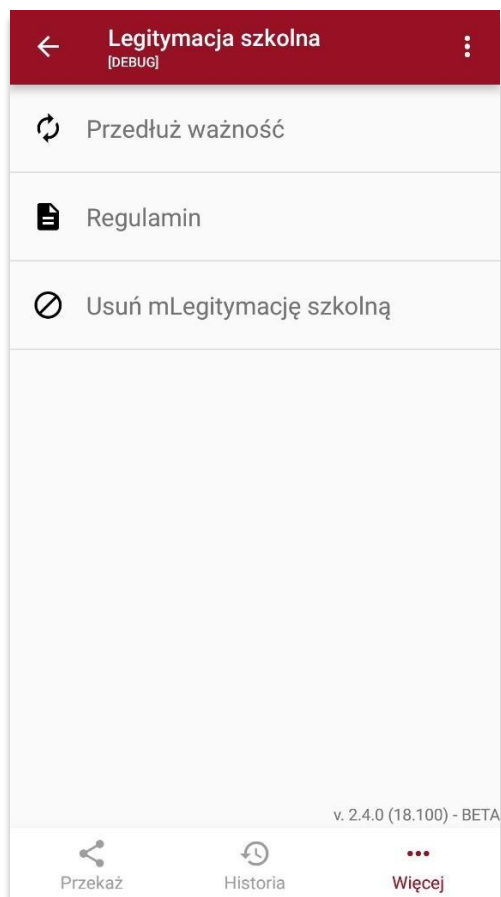 Legitymacja szkolna
[DEBUG]
Przedłuż ważność
Regulamin
Usuń mLegitymację szkolną
v. 2.4.0 (18.100) - BETA
Przekaż
Historia
Więcej